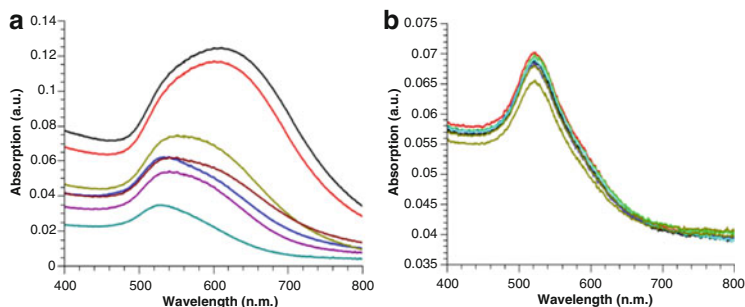 a
0.14
0.12
0.1
0.08
0.06
0.04
0.02
0
Absorption (a.u.)
400 500 600 700 800
Wavelength (n.m.)
b
0.075
0.07
0.065
0.06
0.055
0.05
0.045
0.04
0.035
Absorption (a.u.)
400 500 600 700 800
Wavelength (n.m.)